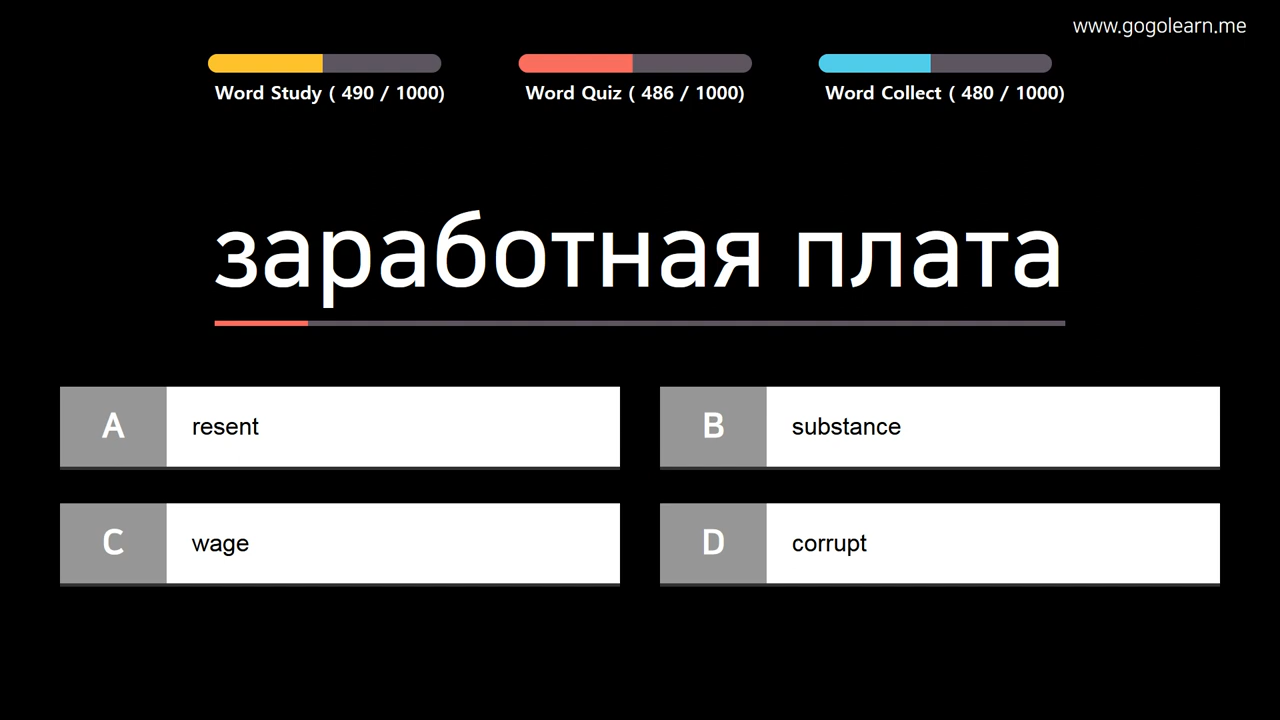 www.gogolearn.me
Word Study ( 490 / 1000)
Word Quiz ( 486 / 1000)
Word Collect ( 480 / 1000)
заработная плата
A resent
B substance
C wage
D corrupt